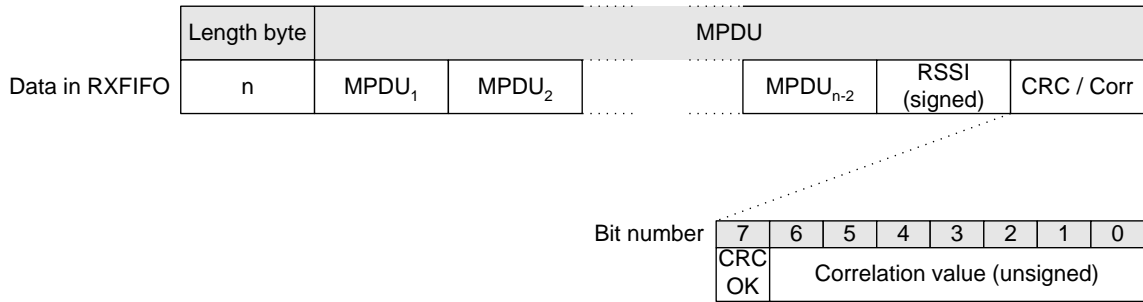 Length byte MPDU
Data in RXFIFO n MPDU1 MPDU2 MPDUn-2 RSSI (signed) CRC / Corr
Bit number 7 6 5 4 3 2 1 0
CRC OK Correlation value (unsigned)